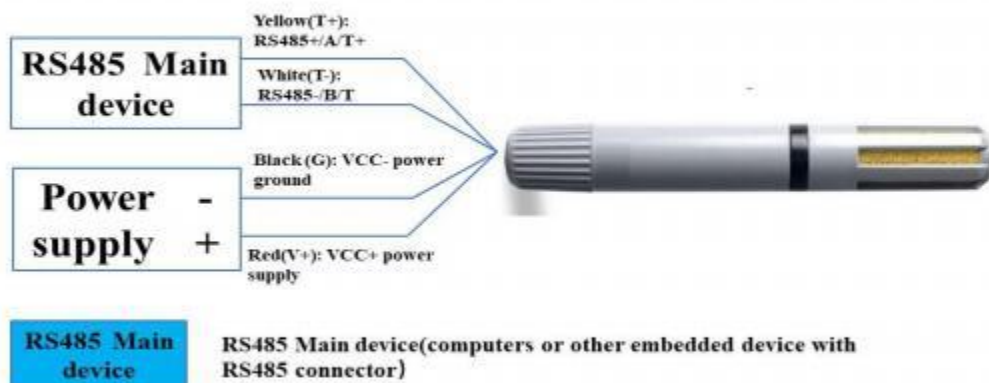 Yellow(T+):
RS485+/A/T+
RS485 Main
device
White(T-):
RS485-/B/T
Black (G): VCC- power
ground
Power -
supply +
Red(V+): VCC+ power
supply
RS485 Main
device
RS485 Main device(computers or other embedded device with
RS485 connector)